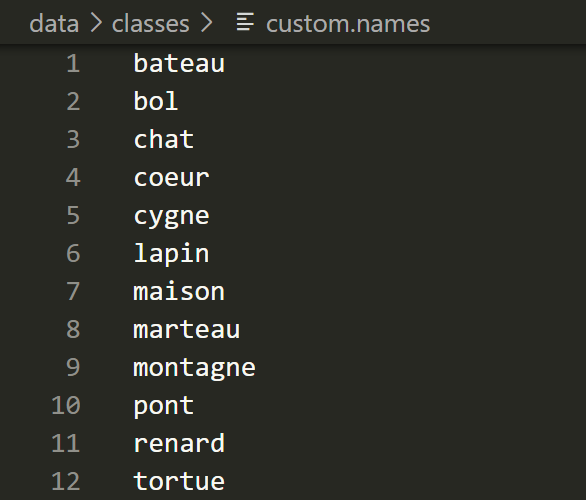 data > classes > custom.names
1 bateau
2 bol
3 chat
4 coeur
5 cygne
6 lapin
7 maison
8 marteau
9 montagne
10 pont
11 renard
12 tortue